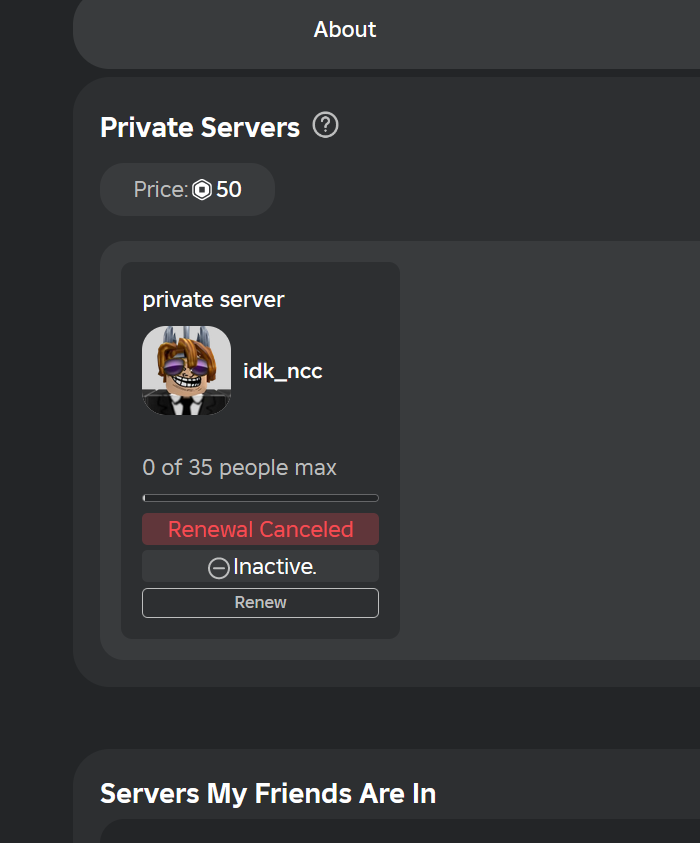 About
Private Servers
Price: 50
private server
idk_ncc
0 of 35 people max
Renewal Canceled
Inactive.
Renew
Servers My Friends Are In